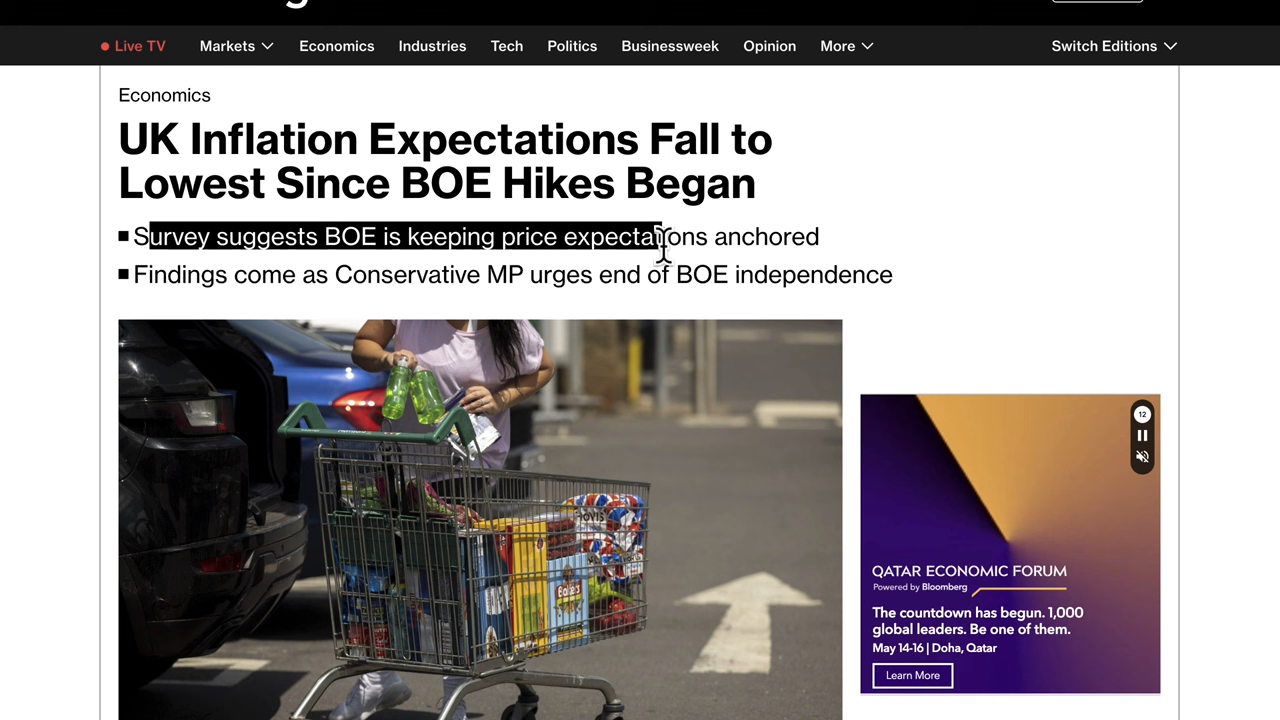 Live TV Markets Economics Industries Tech Politics Businessweek Opinion More Switch Editions
Economics
UK Inflation Expectations Fall to
Lowest Since BOE Hikes Began
Survey suggests BOE is keeping price expectations anchored
Findings come as Conservative MP urges end of BOE independence
12
QATAR ECONOMIC FORUM
Powered by Bloomberg
The countdown has begun. 1,000
global leaders. Be one of them.
May 14-16 | Doha, Qatar
Learn More